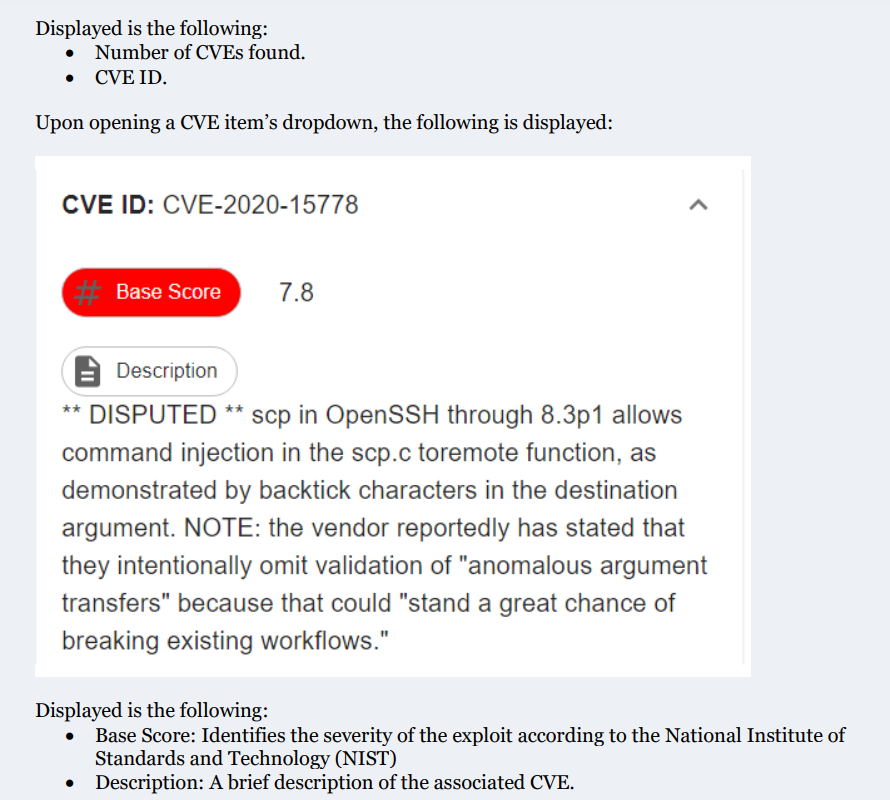 Displayed is the following:
• Number of CVEs found.
• CVE ID.
Upon opening a CVE item’s dropdown, the following is displayed:
CVE ID: CVE-2020-15778
# Base Score 7.8
Description
** DISPUTED ** scp in OpenSSH through 8.3p1 allows
command injection in the scp.c toremote function, as
demonstrated by backtick characters in the destination
argument. NOTE: the vendor reportedly has stated that
they intentionally omit validation of "anomalous argument
transfers" because that could "stand a great chance of
breaking existing workflows."
Displayed is the following:
• Base Score: Identifies the severity of the exploit according to the National Institute of
Standards and Technology (NIST)
• Description: A brief description of the associated CVE.